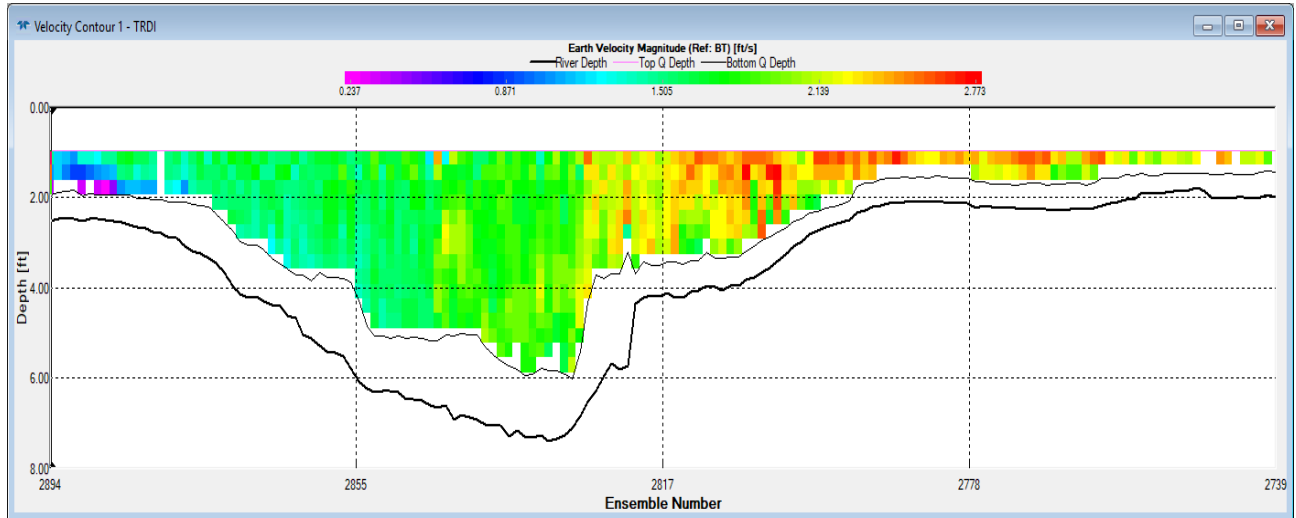 Velocity Contour 1 - TRDI
Earth Velocity Magnitude (Ref: BT) [ft/s]
River Depth Top Q Depth Bottom Q Depth
0.237 0.871 1.505 2.139 2.773
0.00
2.00
4.00
6.00
8.00
Depth [ft]
2894 2855 2817 2778 2739
Ensemble Number